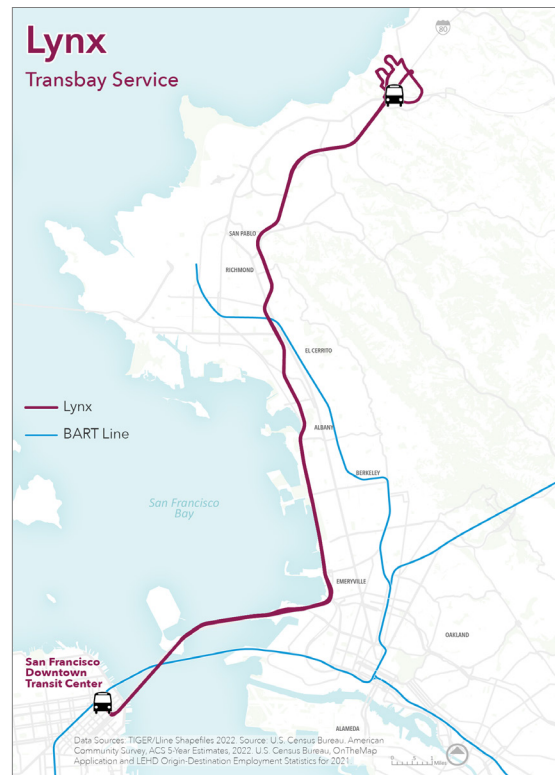 Lynx
Transbay Service
80
SAN PABLO
RICHMOND
EL CERRITO
Lynx
ALBANY
BART Line
BERKELEY
San Francisco
Bay
EMERYVILLE
OAKLAND
San Francisco
Downtown
Transit Center
ALAMEDA
Data Sources: TIGER/Lline Shapefiles 2022. Source: U.S. Census Bureau, American
Community Survey, ACS 5-Year Estimates, 2022. U.S. Census Bureau, OnTheMap
Application and LEHD Origin-Destination Employment Statistics for 2021
Miles